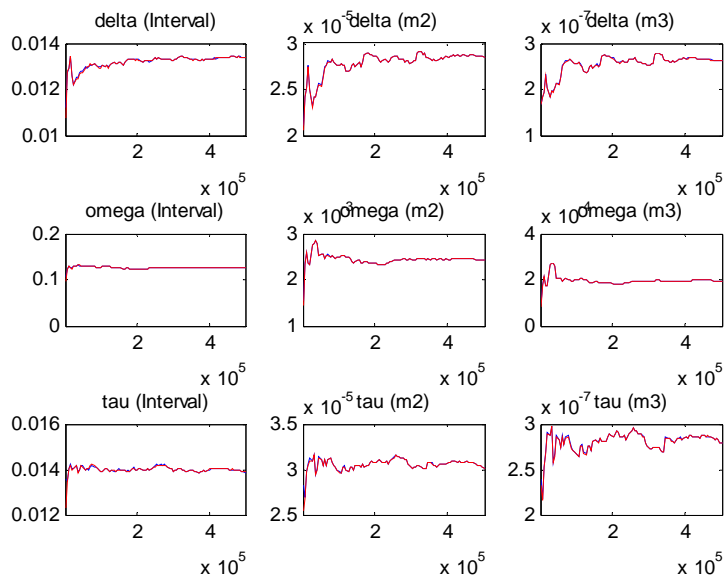 delta (Interval)
0.014
0.012
0.01
2 4
x 10^5
x 10^-5 delta (m2)
3
2.5
2
2 4
x 10^5
x 10^-7 delta (m3)
3
2
1
2 4
x 10^5
omega (Interval)
0.2
0.1
0
2 4
x 10^5
x 10^-3 omega (m2)
3
2
1
2 4
x 10^5
x 10^-4 omega (m3)
4
2
0
2 4
x 10^5
tau (Interval)
0.016
0.014
0.012
2 4
x 10^5
x 10^-5 tau (m2)
3.5
3
2.5
2 4
x 10^5
x 10^-7 tau (m3)
3
2.5
2
2 4
x 10^5